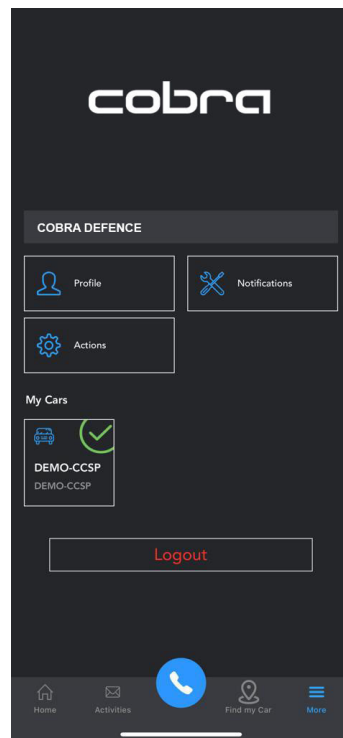 cobra
COBRA DEFENCE
Profile
Notifications
Actions
My Cars
DEMO-CCSP
DEMO-CCSP
Logout
Home
Activities
Find my Car
More